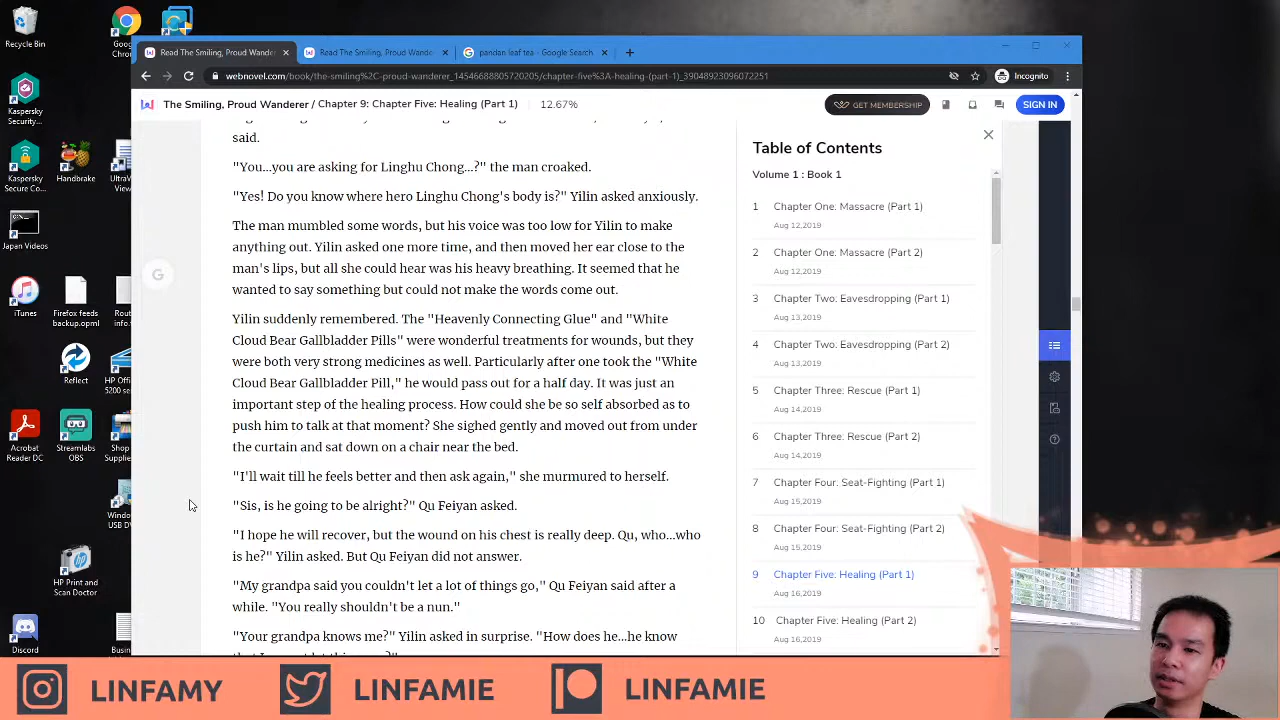 Recycle Bin
Google
Chrom
Kaspersky
Security...
Kaspersky
Secure Co...
Handbrake
UltraV
Japan Videos
iTunes
Firefox feeds
backup.opml
Route
info..
Reflect
HP Office
5200 se
Acrobat
Reader DC
Streamlabs
OBS
Shop
Supplie
Window
USB DV
HP Print and
Scan Doctor
Discord
Busin
Read The Smiling, Proud Wande
Read The Smiling, Proud Wande
pandan leaf tea - Google Search
webnovel.com/book/the-smiling%2C-proud-wanderer_14546688805720205/chapter-five%3A-healing-(part-1)_39048923096072251
Incognito
The Smiling, Proud Wanderer / Chapter 9: Chapter Five: Healing (Part 1)
12.67%
GET MEMBERSHIP
SIGN IN
said.
"You...you are asking for Linghu Chong...?" the man croaked.
"Yes! Do you know where hero Linghu Chong's body is?" Yilin asked anxiously.
The man mumbled some words, but his voice was too low for Yilin to make
anything out. Yilin asked one more time, and then moved her ear close to the
man's lips, but all she could hear was his heavy breathing. It seemed that he
wanted to say something but could not make the words come out.
Yilin suddenly remembered. The "Heavenly Connecting Glue" and "White
Cloud Bear Gallbladder Pills" were wonderful treatments for wounds, but they
were both very strong medicines as well. Particularly after one took the "White
Cloud Bear Gallbladder Pill," he would pass out for a half day. It was just an
important step of the healing process. How could she be so self absorbed as to
push him to talk at that moment? She sighed gently and moved out from under
the curtain and sat down on a chair near the bed.
"I'll wait till he feels better and then ask again," she murmured to herself.
"Sis, is he going to be alright?" Qu Feiyan asked.
"I hope he will recover, but the wound on his chest is really deep. Qu, who...who
is he?" Yilin asked. But Qu Feiyan did not answer.
"My grandpa said you couldn't let a lot of things go," Qu Feiyan said after a
while. "You really shouldn't be a nun."
"Your grandpa knows me?" Yilin asked in surprise. "How does he...he know
Table of Contents
Volume 1 : Book 1
1 Chapter One: Massacre (Part 1)
Aug 12,2019
2 Chapter One: Massacre (Part 2)
Aug 12,2019
3 Chapter Two: Eavesdropping (Part 1)
Aug 13,2019
4 Chapter Two: Eavesdropping (Part 2)
Aug 13,2019
5 Chapter Three: Rescue (Part 1)
Aug 14,2019
6 Chapter Three: Rescue (Part 2)
Aug 14,2019
7 Chapter Four: Seat-Fighting (Part 1)
Aug 15,2019
8 Chapter Four: Seat-Fighting (Part 2)
Aug 15,2019
9 Chapter Five: Healing (Part 1)
Aug 16,2019
10 Chapter Five: Healing (Part 2)
Aug 16,2019
LINFAMY
LINFAMIE
LINFAMIE